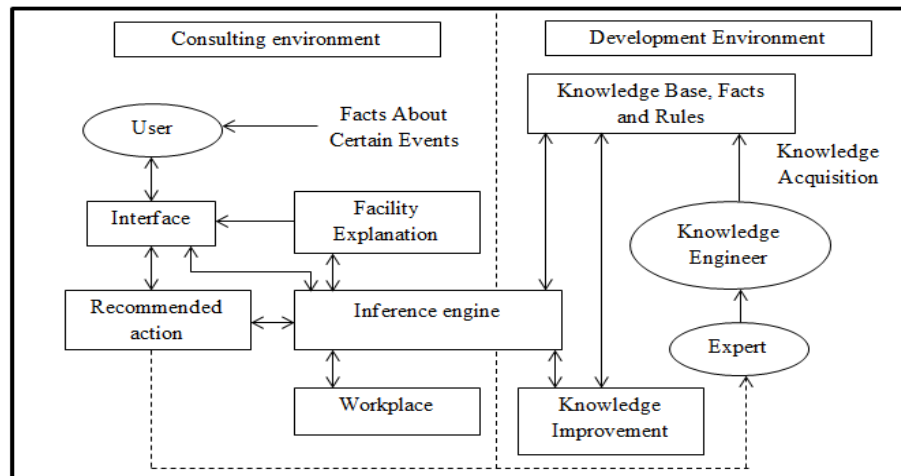 Consulting environment
Development Environment
Knowledge Base, Facts
and Rules
User
Facts About
Certain Events
Knowledge
Acquisition
Interface
Facility
Explanation
Knowledge
Engineer
Recommended
action
Inference engine
Expert
Workplace
Knowledge
Improvement